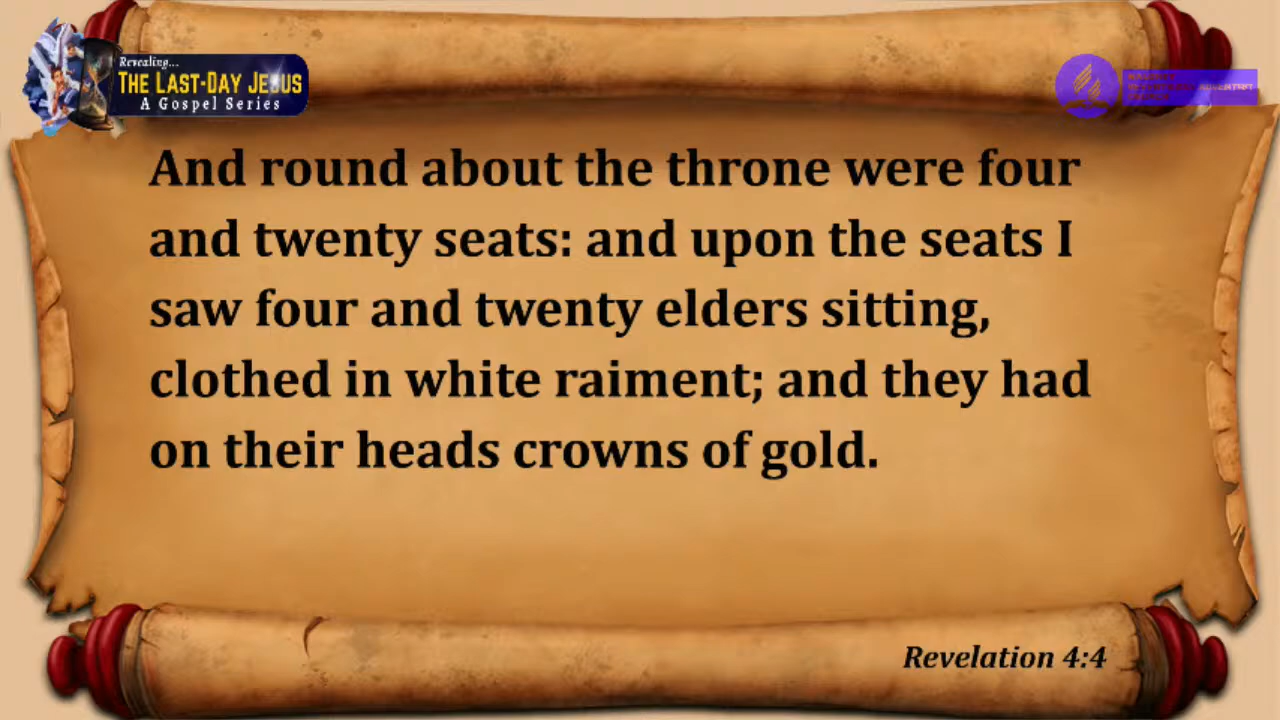 Revealing...
THE LAST-DAY JESUS
A Gospel Series
ADVENTIST
And round about the throne were four
and twenty seats: and upon the seats I
saw four and twenty elders sitting,
clothed in white raiment; and they had
on their heads crowns of gold.
Revelation 4:4